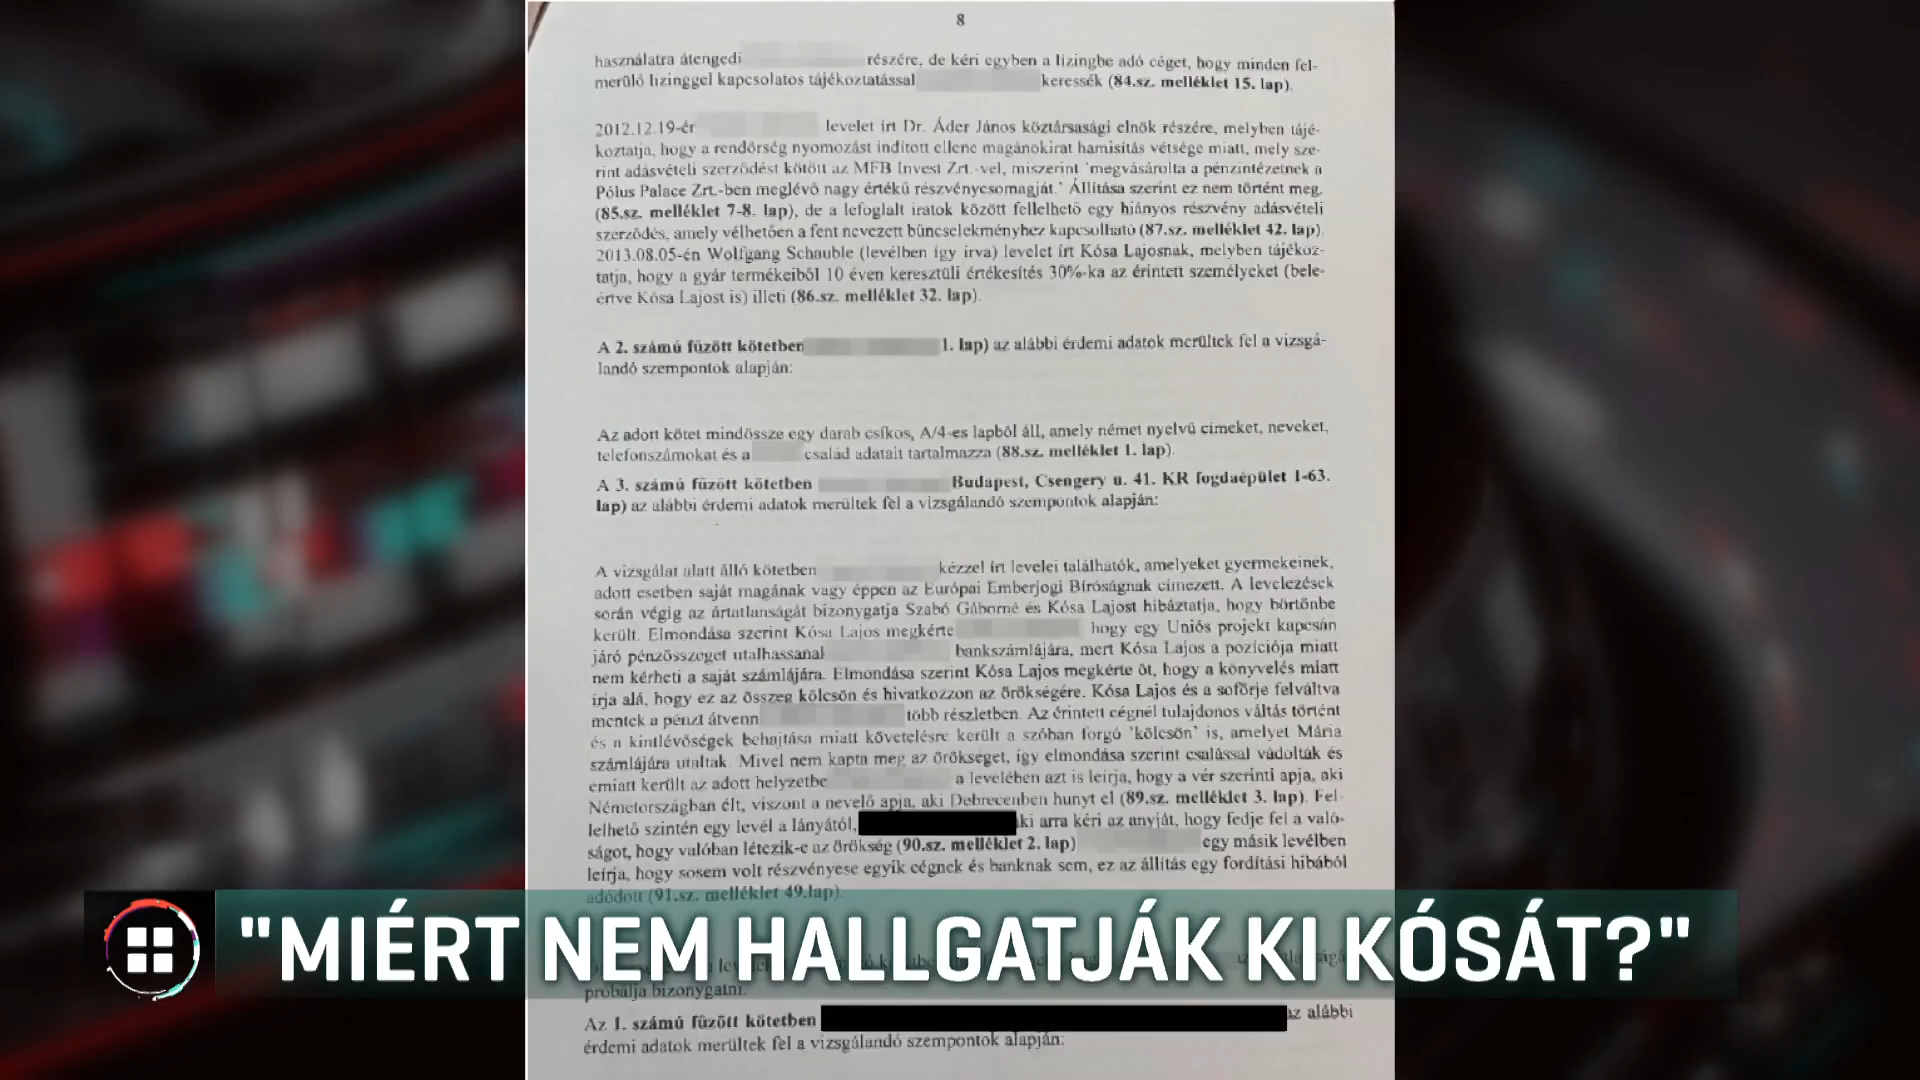 8
használatra átengedi részére, de kéri egyben a lízingbe adó céget, hogy minden fel-
merülő lízinggel kapcsolatos tájékoztatással keressék (84.sz. melléklet 15. lap).
2012.12.19-ér levelet írt Dr. Áder János köztársasági elnök részére, melyben tájé-
koztatja, hogy a rendőrség nyomozást indított ellene magánokirat hamisítás vétsége miatt, mely sze-
rint adásvételi szerződést kötött az MFB Invest Zrt.-vel, miszerint 'megvásárolta a pénzintézetnek a
Pólus Palace Zrt.-ben meglévő nagy értékű részvénycsomagját.' Állítása szerint ez nem történt meg.
(85.sz. melléklet 7-8. lap), de a lefoglalt iratok között fellelhető egy hiányos részvény adásvételi
szerződés, amely vélhetően a fent nevezett bűncselekményhez kapcsolható (87.sz. melléklet 42. lap).
2013.08.05-én Wolfgang Schauble (levélben így írva) levelet írt Kósa Lajosnak, melyben tájékoz-
tatja, hogy a gyár termékeiből 10 éven keresztüli értékesítés 30%-ka az érintett személyeket (bele-
értve Kósa Lajost is) illeti (86.sz. melléklet 32. lap).
A 2. számú fűzött kötetben 1. lap) az alábbi érdemi adatok merültek fel a vizsgá-
landó szempontok alapján:
Az adott kötet mindössze egy darab csíkos, A/4-es lapból áll, amely német nyelvű címeket, neveket,
telefonszámokat és a család adatait tartalmazza (88.sz. melléklet 1. lap).
A 3. számú fűzött kötetben Budapest, Csengery u. 41. KR fogdaépület 1-63.
lap) az alábbi érdemi adatok merültek fel a vizsgálandó szempontok alapján:
A vizsgálat alatt álló kötetben kézzel írt levelei találhatók, amelyeket gyermekeinek,
adott esetben saját magának vagy éppen az Európai Emberjogi Bíróságnak címezett. A levelezések
során végig az ártatlanságát bizonygatja Szabó Gáborné és Kósa Lajost hibáztatja, hogy börtönbe
került. Elmondása szerint Kósa Lajos megkérte hogy egy Uniós projekt kapcsán
járó pénzösszeget utalhassanal bankszámlájára, mert Kósa Lajos a pozíciója miatt
nem kérheti a saját számlájára. Elmondása szerint Kósa Lajos megkérte őt, hogy a könyvelés miatt
írja alá, hogy ez az összeg kölcsön és hivatkozzon az örökségére. Kósa Lajos és a sofőrje felváltva
mentek a pénzt átvenn több részletben. Az érintett cégnél tulajdonos váltás történt
és a kintlévőségek behajtása miatt követelésre került a szóban forgó 'kölcsön' is, amelyet Mária
számlájára utaltak. Mivel nem kapta meg az örökséget, így elmondása szerint csalással vádolták és
emiatt került az adott helyzetbe a levelében azt is leírja, hogy a vér szerinti apja, aki
Németországban élt, viszont a nevelő apja, aki Debrecenben hunyt el (89.sz. melléklet 3. lap). Fel-
lelhető szintén egy levél a lányától, ki arra kéri az anyját, hogy fedje fel a való-
ságot, hogy valóban létezik-e az örökség (90.sz. melléklet 2. lap) egy másik levélben
leírja, hogy sosem volt részvényese egyik cégnek és banknak sem, ez az állítás egy fordítási hibából
adódott (91.sz. melléklet 49.lap).
"MIÉRT NEM HALLGATJÁK KI KÓSÁT?"
próbálja bizonygatni.
Az 1. számú fűzött kötetben az alábbi
érdemi adatok merültek fel a vizsgálandó szempontok alapján: